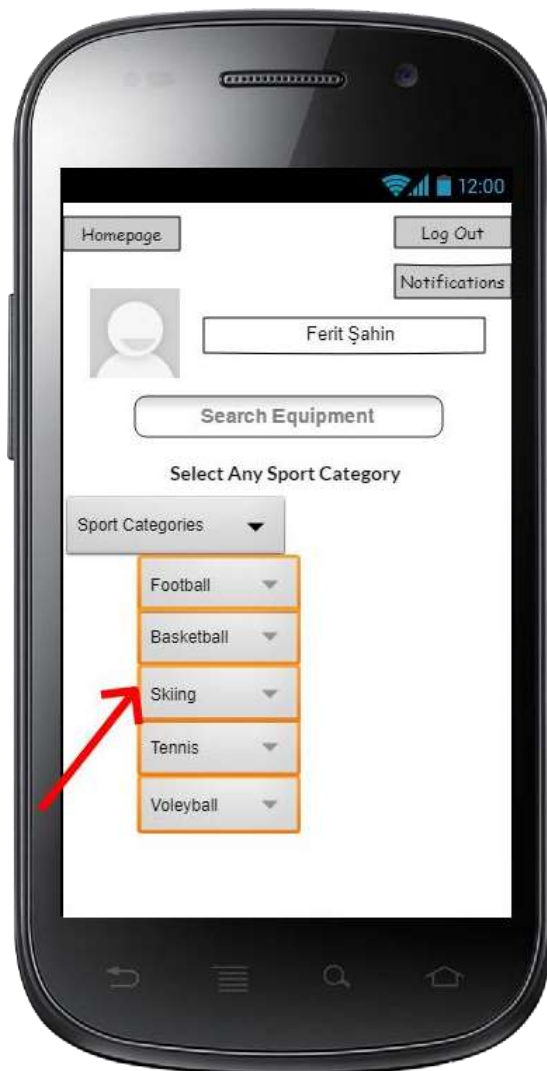 12:00
Homepage
Log Out
Notifications
Ferit Şahin
Search Equipment
Select Any Sport Category
Sport Categories
Football
Basketball
Skiing
Tennis
Voleyball